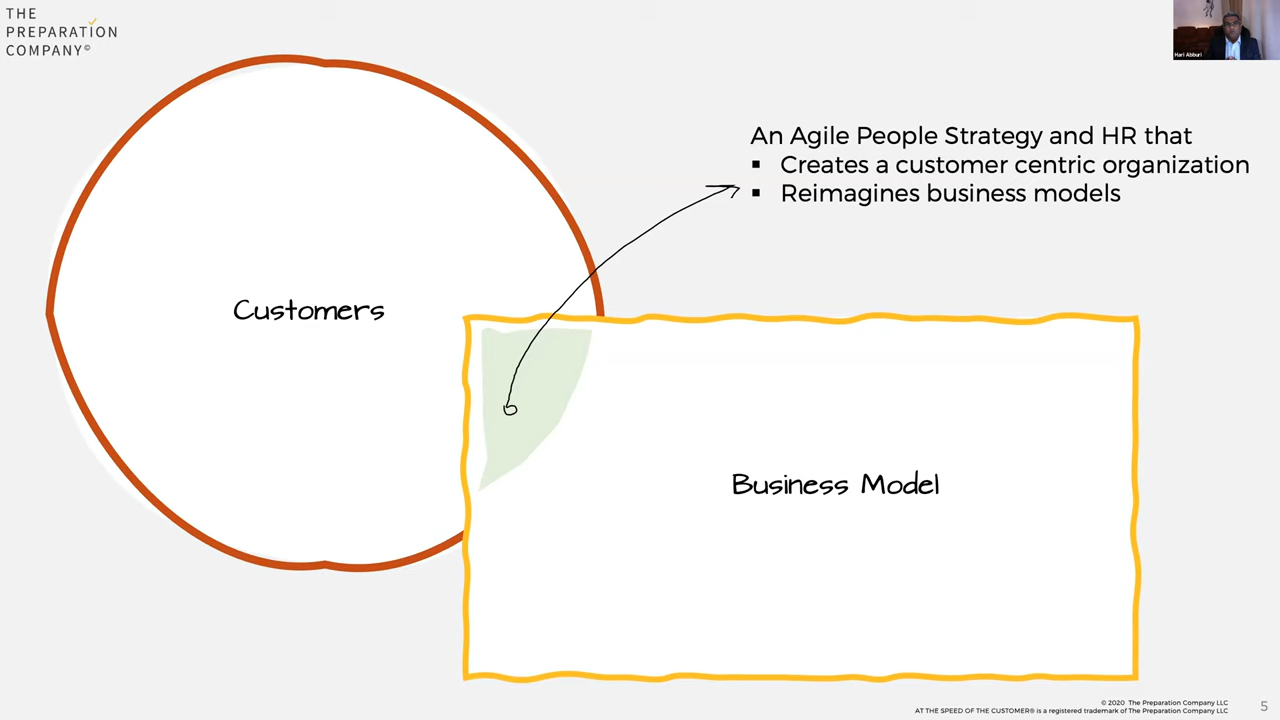 THE
PREPARATION
COMPANY©
Hari Abburi
An Agile People Strategy and HR that
▪ Creates a customer centric organization
▪ Reimagines business models
Customers
Business Model
© 2020 The Preparation Company LLC
AT THE SPEED OF THE CUSTOMER® is a registered trademark of The Preparation Company LLC
5